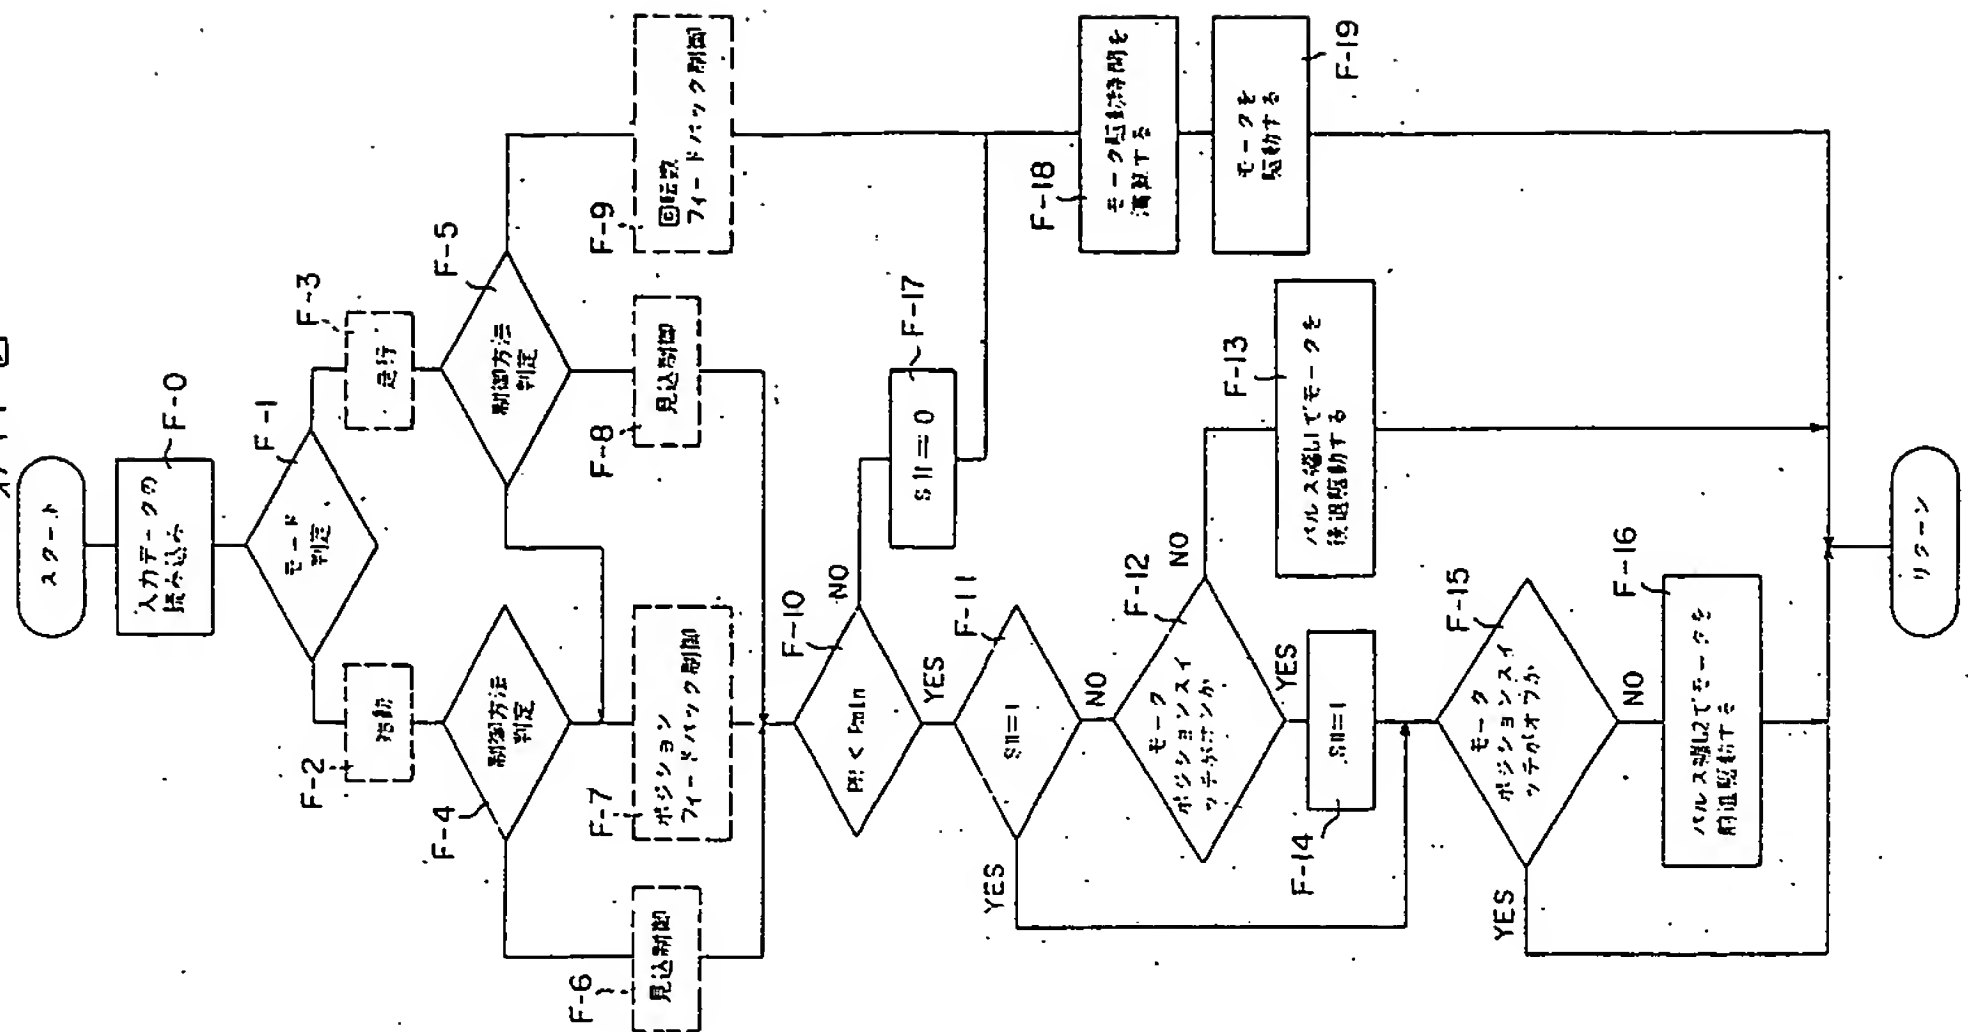 スタート
入力データの
読み込み
F-0
モード
判定
F-1
始動
F-2
走行
F-3
制御方法
判定
F-4
制御方法
判定
F-5
見込制御
F-6
ポジション
フィードバック制御
F-7
見込制御
F-8
回転数
フィードバック制御
F-9
F-10
NO
YES
F-11
YES
NO
モータ
ポジションスイ
ッチがオンか
F-12
NO
YES
パルス幅1でモータを
後退駆動する
F-13
F-14
モータ
ポジションスイ
ッチがオフか
F-15
YES
NO
パルス幅2でモータを
前進駆動する
F-16
F-17
モータ駆動時間を
演算する
F-18
モータを
駆動する
F-19
リターン